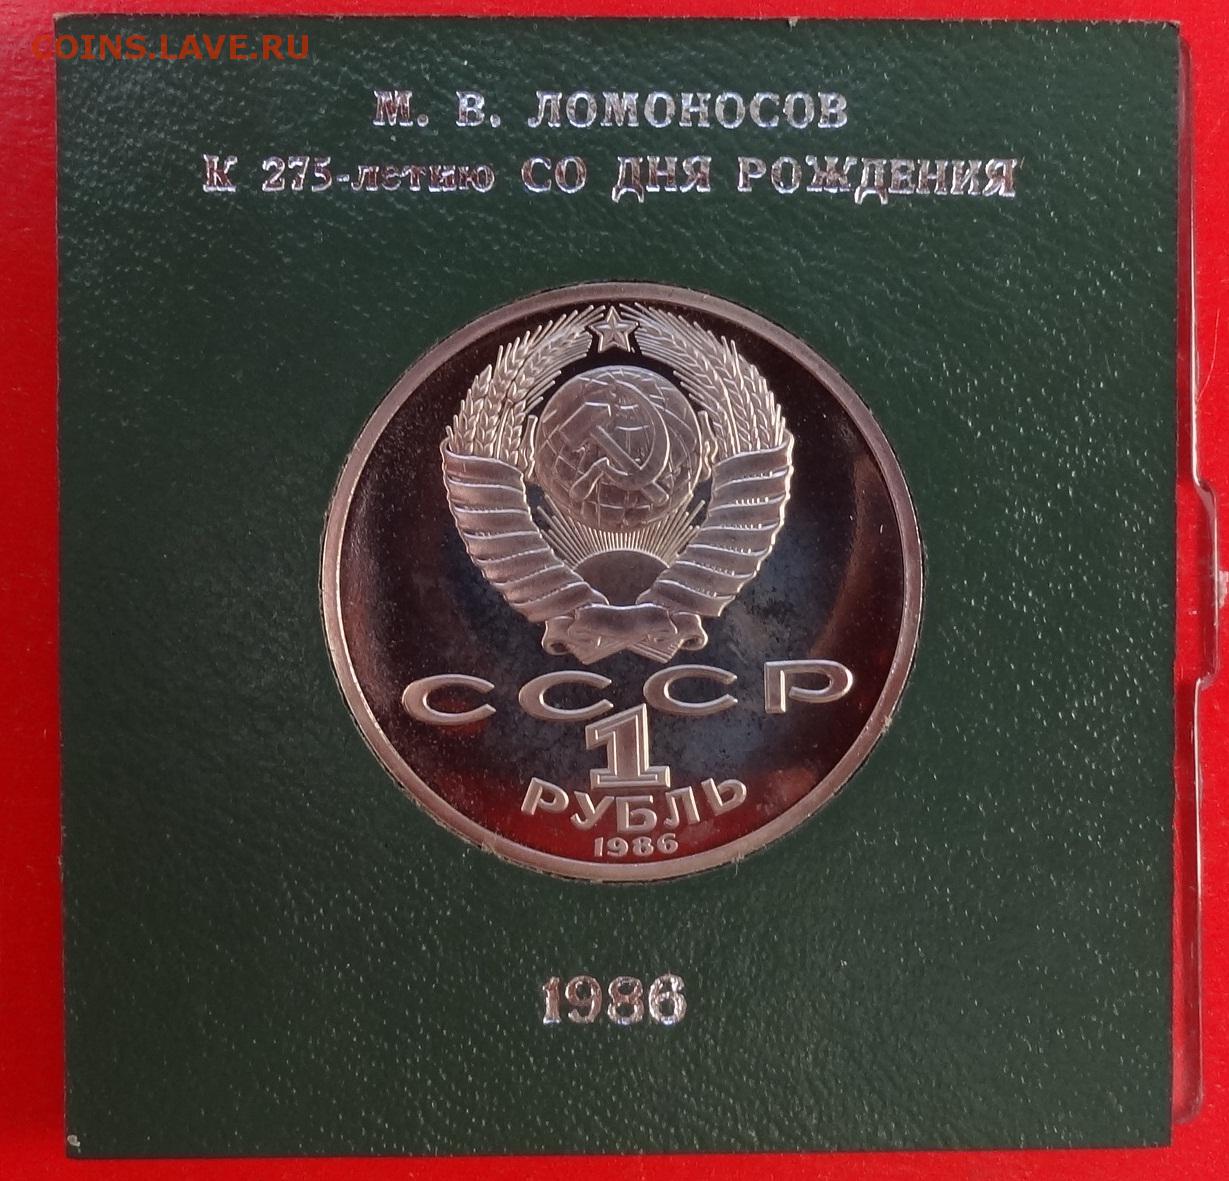 COINS.LAVE.RU
М. В. ЛОМОНОСОВ
К 275-летию СО ДНЯ РОЖДЕНИЯ
СССР
1
РУБЛЬ
1986
1986